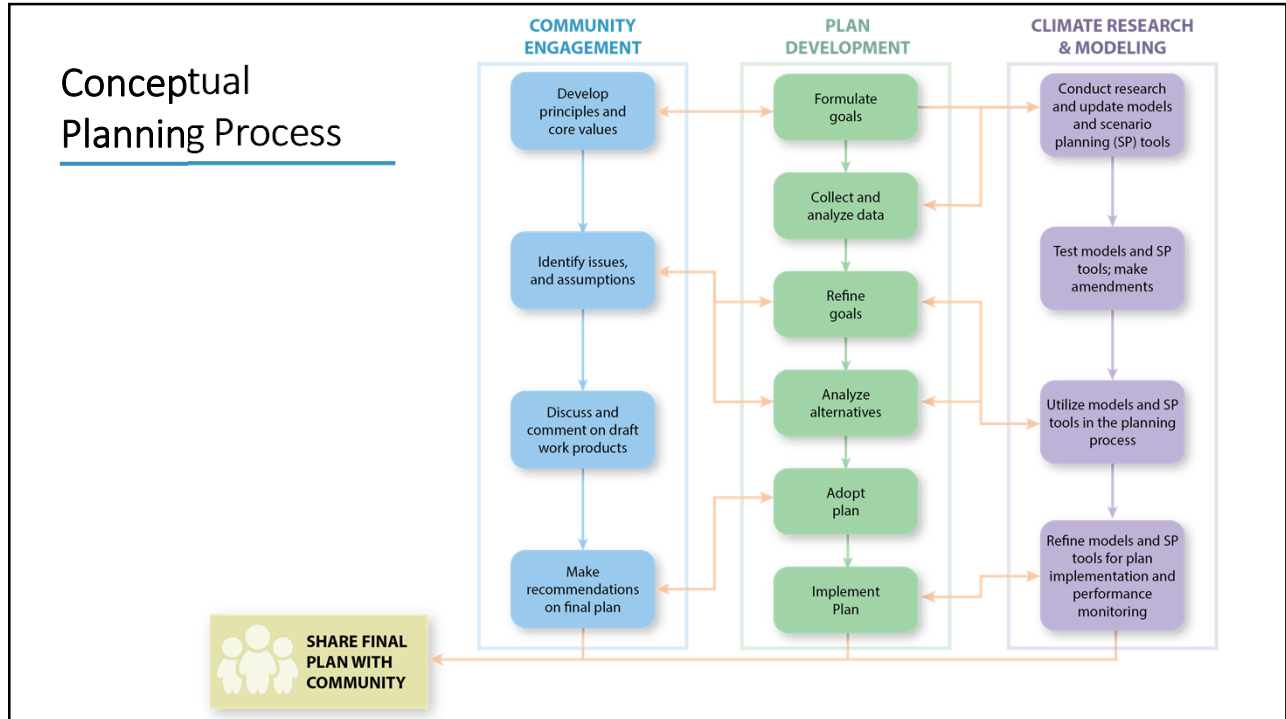 Conceptual
Planning Process
COMMUNITY
ENGAGEMENT
Develop
principles and
core values
Identify issues,
and assumptions
Discuss and
comment on draft
work products
Make
recommendations
on final plan
PLAN
DEVELOPMENT
Formulate
goals
Collect and
analyze data
Refine
goals
Analyze
alternatives
Adopt
plan
Implement
Plan
CLIMATE RESEARCH
& MODELING
Conduct research
and update models
and scenario
planning (SP) tools
Test models and SP
tools; make
amendments
Utilize models and SP
tools in the planning
process
Refine models and SP
tools for plan
implementation and
performance
monitoring
SHARE FINAL
PLAN WITH
COMMUNITY